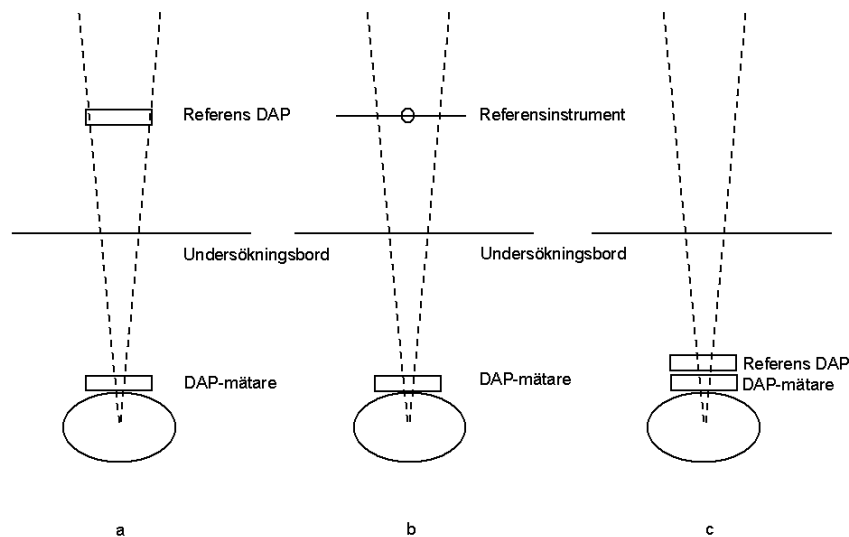 Referens DAP
Referensinstrument
Undersökningsbord
Undersökningsbord
DAP-mätare
DAP-mätare
Referens DAP
DAP-mätare
a
b
c